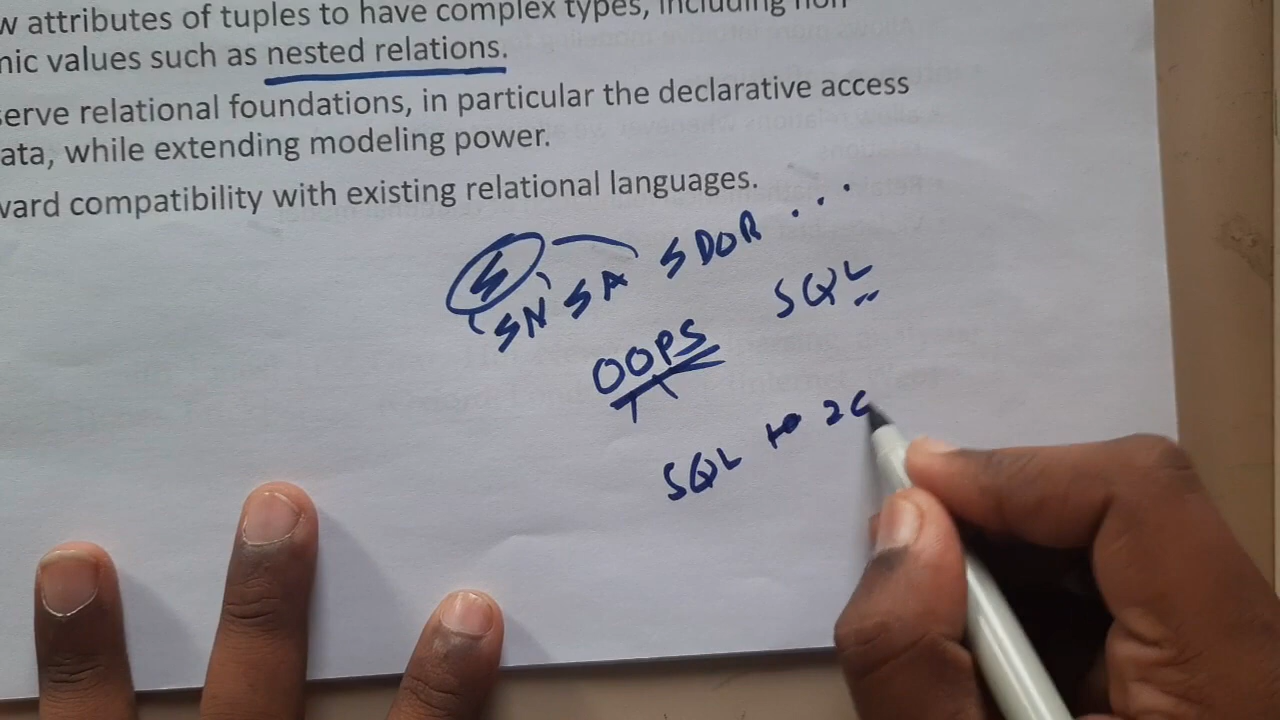 w attributes of tuples to have complex types, including non
nic values such as nested relations.
serve relational foundations, in particular the declarative access
ata, while extending modeling power.
ward compatibility with existing relational languages.
S
SN SA SDOR ...
OOPS SQL
SQL to 20